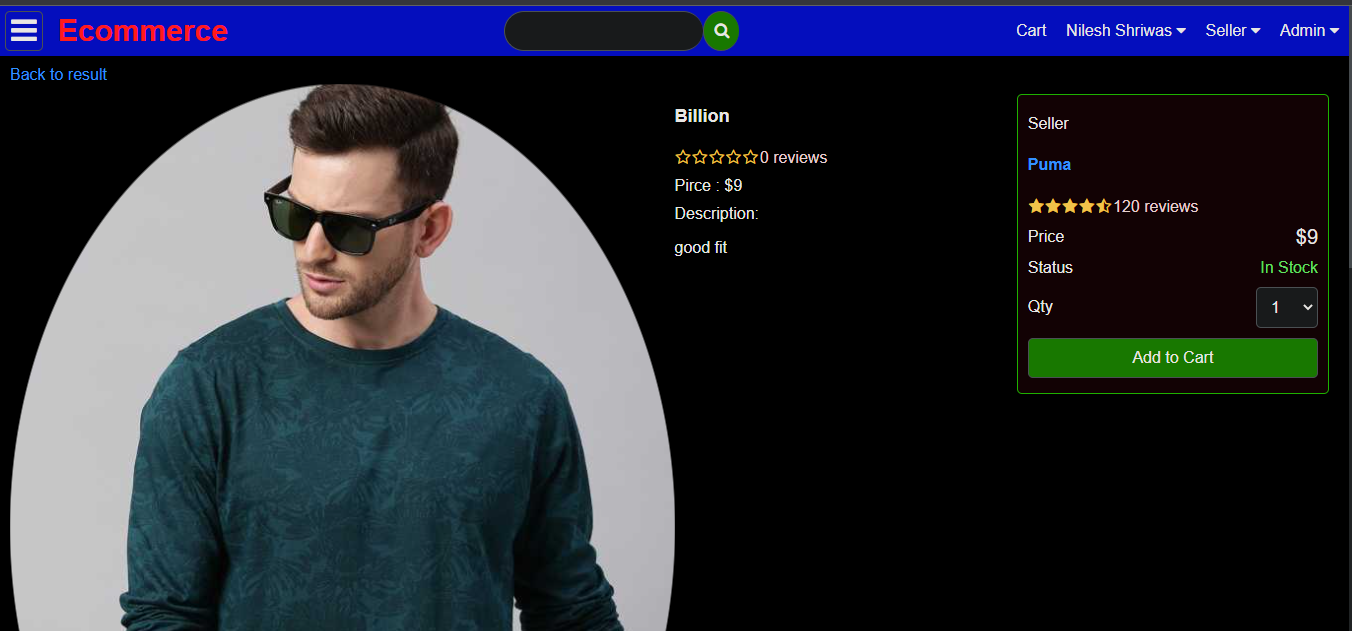 Ecommerce
Cart Nilesh Shriwas Seller Admin
Back to result
Billion
0 reviews
Pirce : $9
Description:
good fit
Seller
Puma
120 reviews
Price $9
Status In Stock
Qty 1
Add to Cart